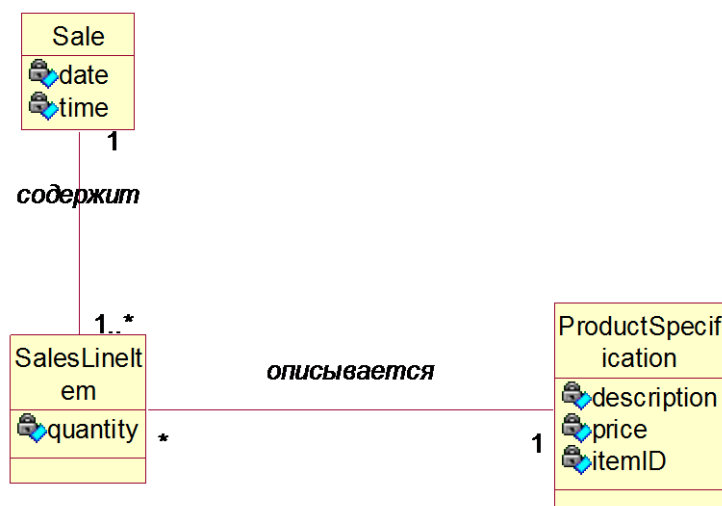 Sale
date
time
1
содержит
1..*
SalesLineIt
em
quantity
*
описывается
1
ProductSpecif
ication
description
price
itemID